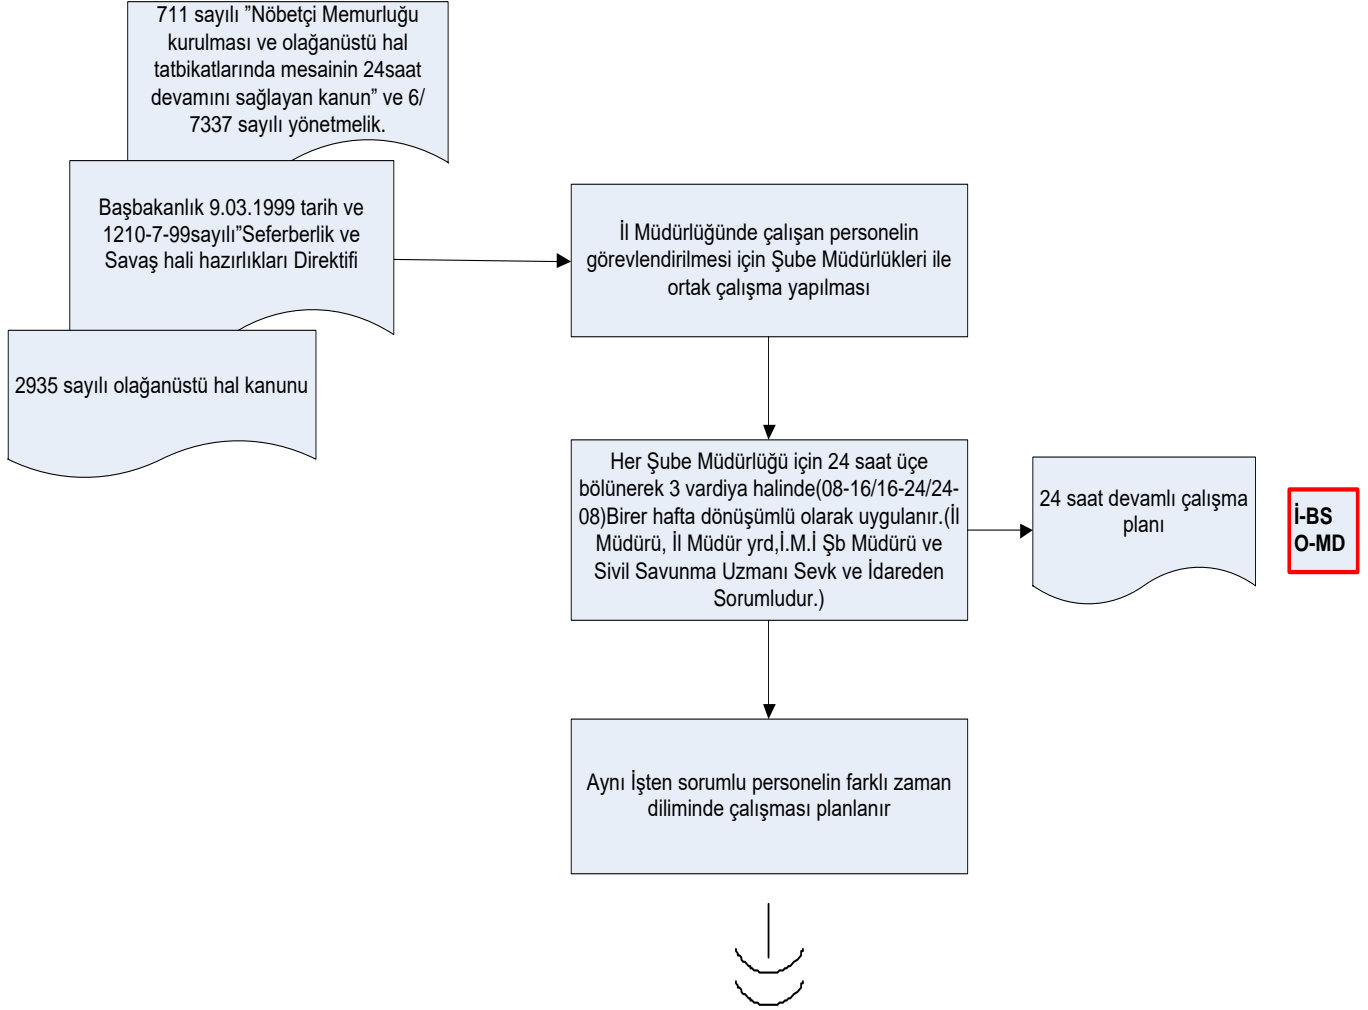 711 sayılı ”Nöbetçi Memurluğu
kurulması ve olağanüstü hal
tatbikatlarında mesainin 24saat
devamını sağlayan kanun” ve 6/
7337 sayılı yönetmelik.
Başbakanlık 9.03.1999 tarih ve
1210-7-99sayılı”Seferberlik ve
Savaş hali hazırlıkları Direktifi
2935 sayılı olağanüstü hal kanunu
İl Müdürlüğünde çalışan personelin
görevlendirilmesi için Şube Müdürlükleri ile
ortak çalışma yapılması
Her Şube Müdürlüğü için 24 saat üçe
bölünerek 3 vardiya halinde(08-16/16-24/24-
08)Birer hafta dönüşümlü olarak uygulanır.(İl
Müdürü, İl Müdür yrd,İ.M.İ Şb Müdürü ve
Sivil Savunma Uzmanı Sevk ve İdareden
Sorumludur.)
24 saat devamlı çalışma
planı
İ-BS
O-MD
Aynı İşten sorumlu personelin farklı zaman
diliminde çalışması planlanır